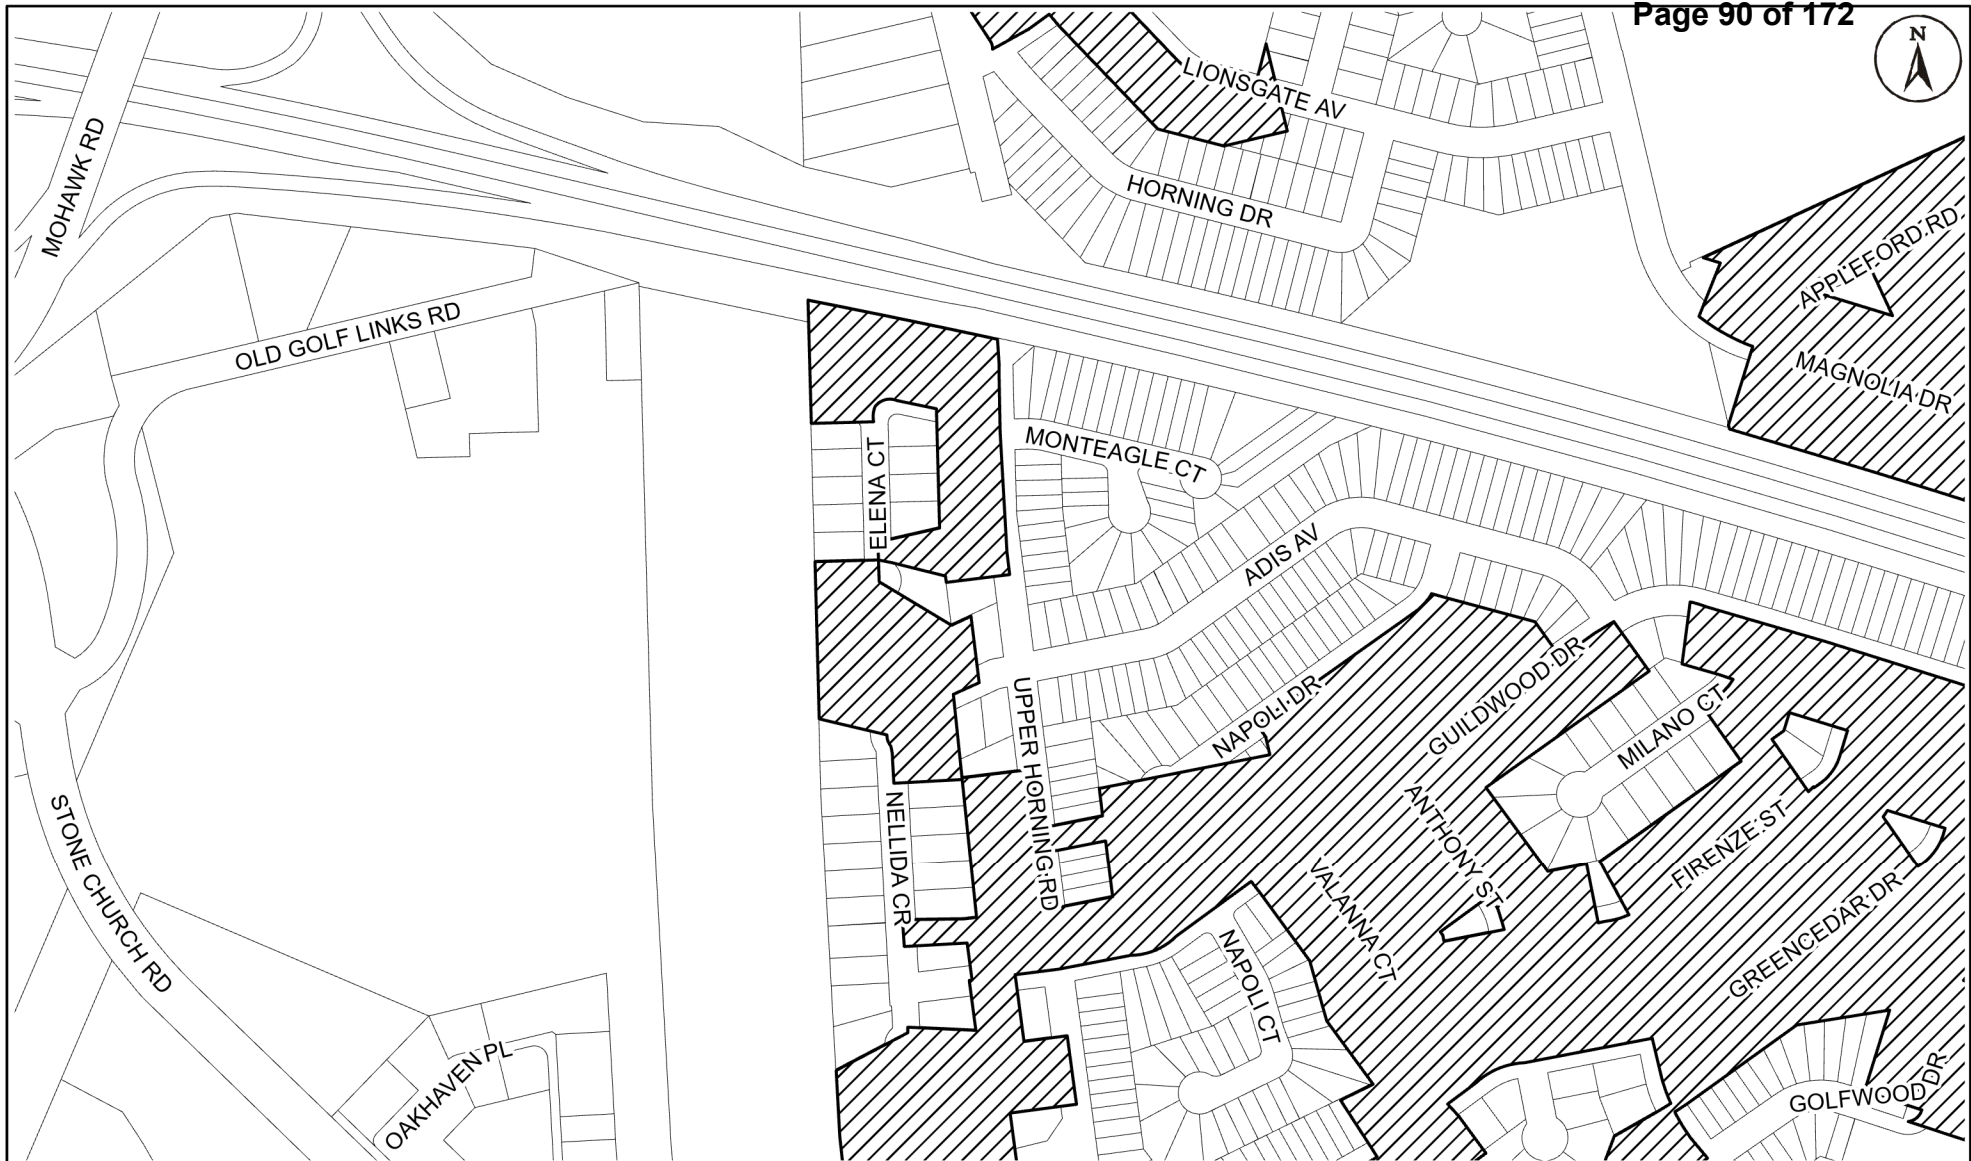 Page 90 of 172
N
LIONSGATE AV
MOHAWK RD
HORNING DR
APPLEFORD RD
OLD GOLF LINKS RD
MAGNOLIA DR
MONTEAGLE CT
ELENA CT
ADIS AV
GUILDWOOD DR
NAPOLI DR
MILANO CT
UPPER HORNING RD
STONE CHURCH RD
NELLIDA CR
ANTHONY ST
FIRENZE ST
VALANNA CT
GREENCEDAR DR
NAPOLI CT
OAKHAVEN PL
GOLFWOOD DR